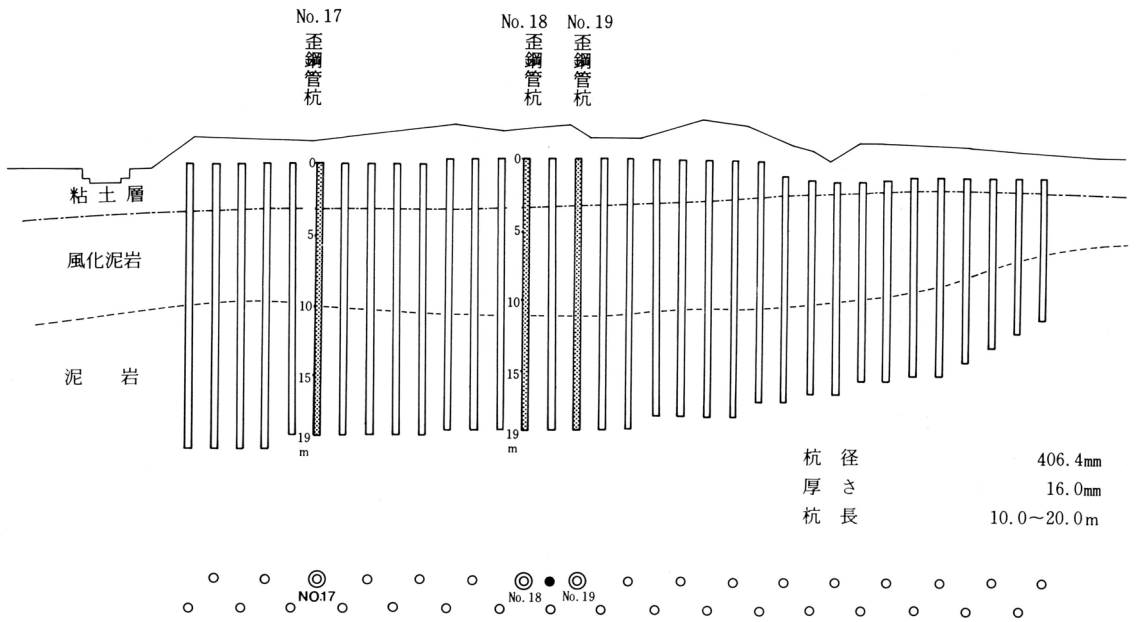 No.17
歪鋼管杭
No.18
歪鋼管杭
No.19
歪鋼管杭
粘土層
風化泥岩
泥岩
0
5
10
15
19
m
0
5
10
15
19
m
杭径 406.4mm
厚さ 16.0mm
杭長 10.0~20.0m
NO.17
No.18
No.19